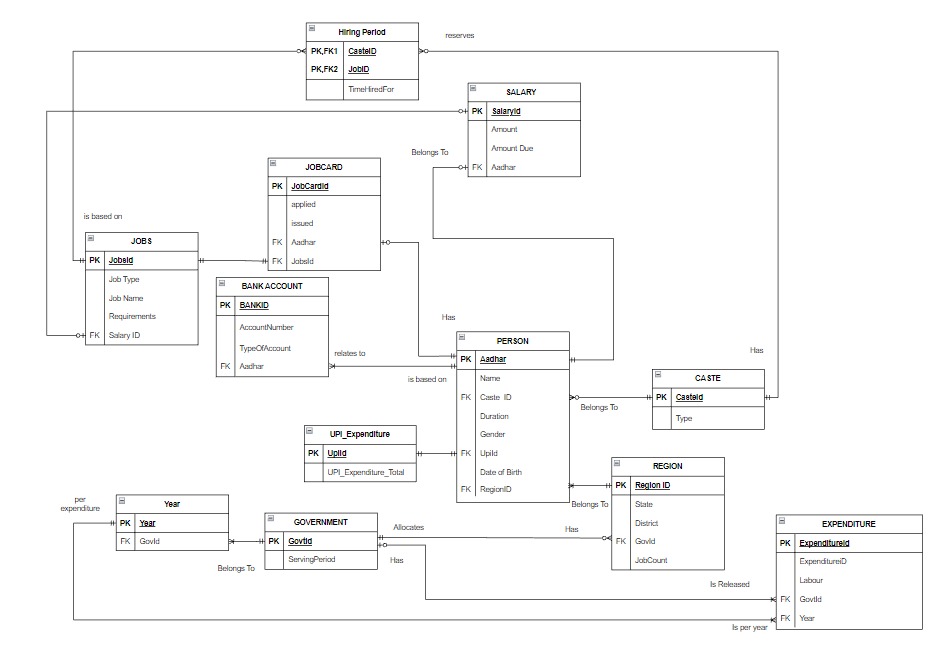 Hiring Period
PK,FK1 CasteID
PK,FK2 JobID
TimeHiredFor
reserves
SALARY
PK SalaryId
Amount
Amount Due
FK Aadhar
Belongs To
JOBCARD
PK JobCardId
applied
issued
FK Aadhar
FK JobsId
is based on
JOBS
PK JobsId
Job Type
Job Name
Requirements
FK Salary ID
BANK ACCOUNT
PK BANKID
AccountNumber
TypeOfAccount
FK Aadhar
relates to
Has
is based on
PERSON
PK Aadhar
Name
FK Caste ID
Duration
Gender
FK UpiId
Date of Birth
FK RegionID
Has
CASTE
PK CasteId
Type
Belongs To
UPI_Expenditure
PK UpiId
UPI_Expenditure_Total
REGION
PK Region ID
State
District
FK GovId
JobCount
Belongs To
Has
per
expenditure
Year
PK Year
FK GovId
GOVERNMENT
PK GovtId
ServingPeriod
Allocates
Has
Belongs To
EXPENDITURE
PK ExpenditureId
ExpenditureiD
Labour
FK GovtId
FK Year
Is Released
Is per year